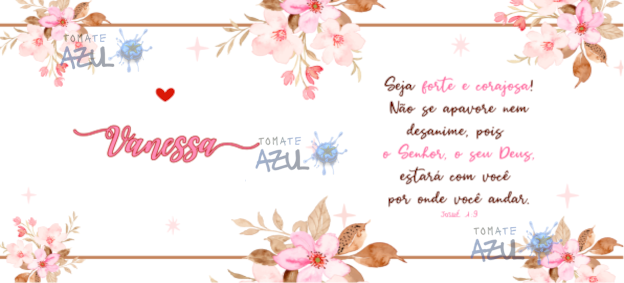 TOMATE
AZUL
Vanessa
TOMATE
AZUL
Seja forte e corajosa!
Não se apavore nem
desanime, pois
o Senhor, o seu Deus,
estará com você
por onde você andar.
TOMATE
AZUL